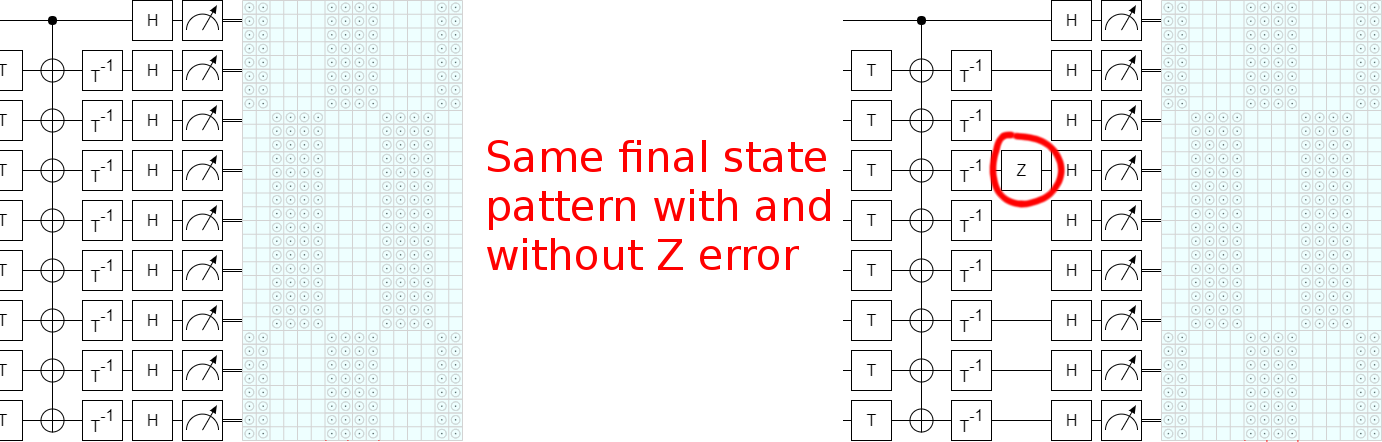 H
T T-1 H
T T-1 H
T T-1 H
T T-1 H
T T-1 H
T T-1 H
T T-1 H
T T-1 H
Same final state
pattern with and
without Z error
H
T T-1 H
T T-1 H
T T-1 Z H
T T-1 H
T T-1 H
T T-1 H
T T-1 H
T T-1 H